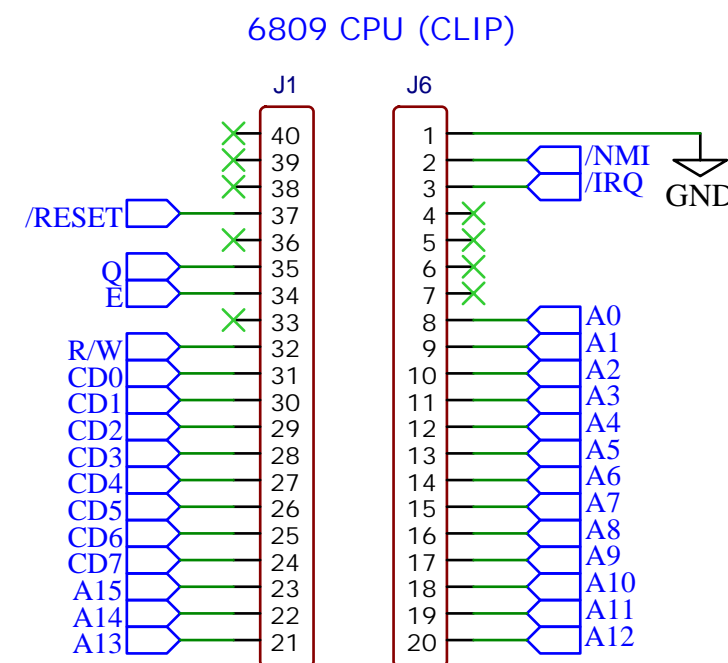 6809 CPU (CLIP)
J1
40
39
38
/RESET 37
36
Q 35
E 34
33
R/W 32
CD0 31
CD1 30
CD2 29
CD3 28
CD4 27
CD5 26
CD6 25
CD7 24
A15 23
A14 22
A13 21
J6
1 GND
2 /NMI
3 /IRQ
4
5
6
7
8 A0
9 A1
10 A2
11 A3
12 A4
13 A5
14 A6
15 A7
16 A8
17 A9
18 A10
19 A11
20 A12